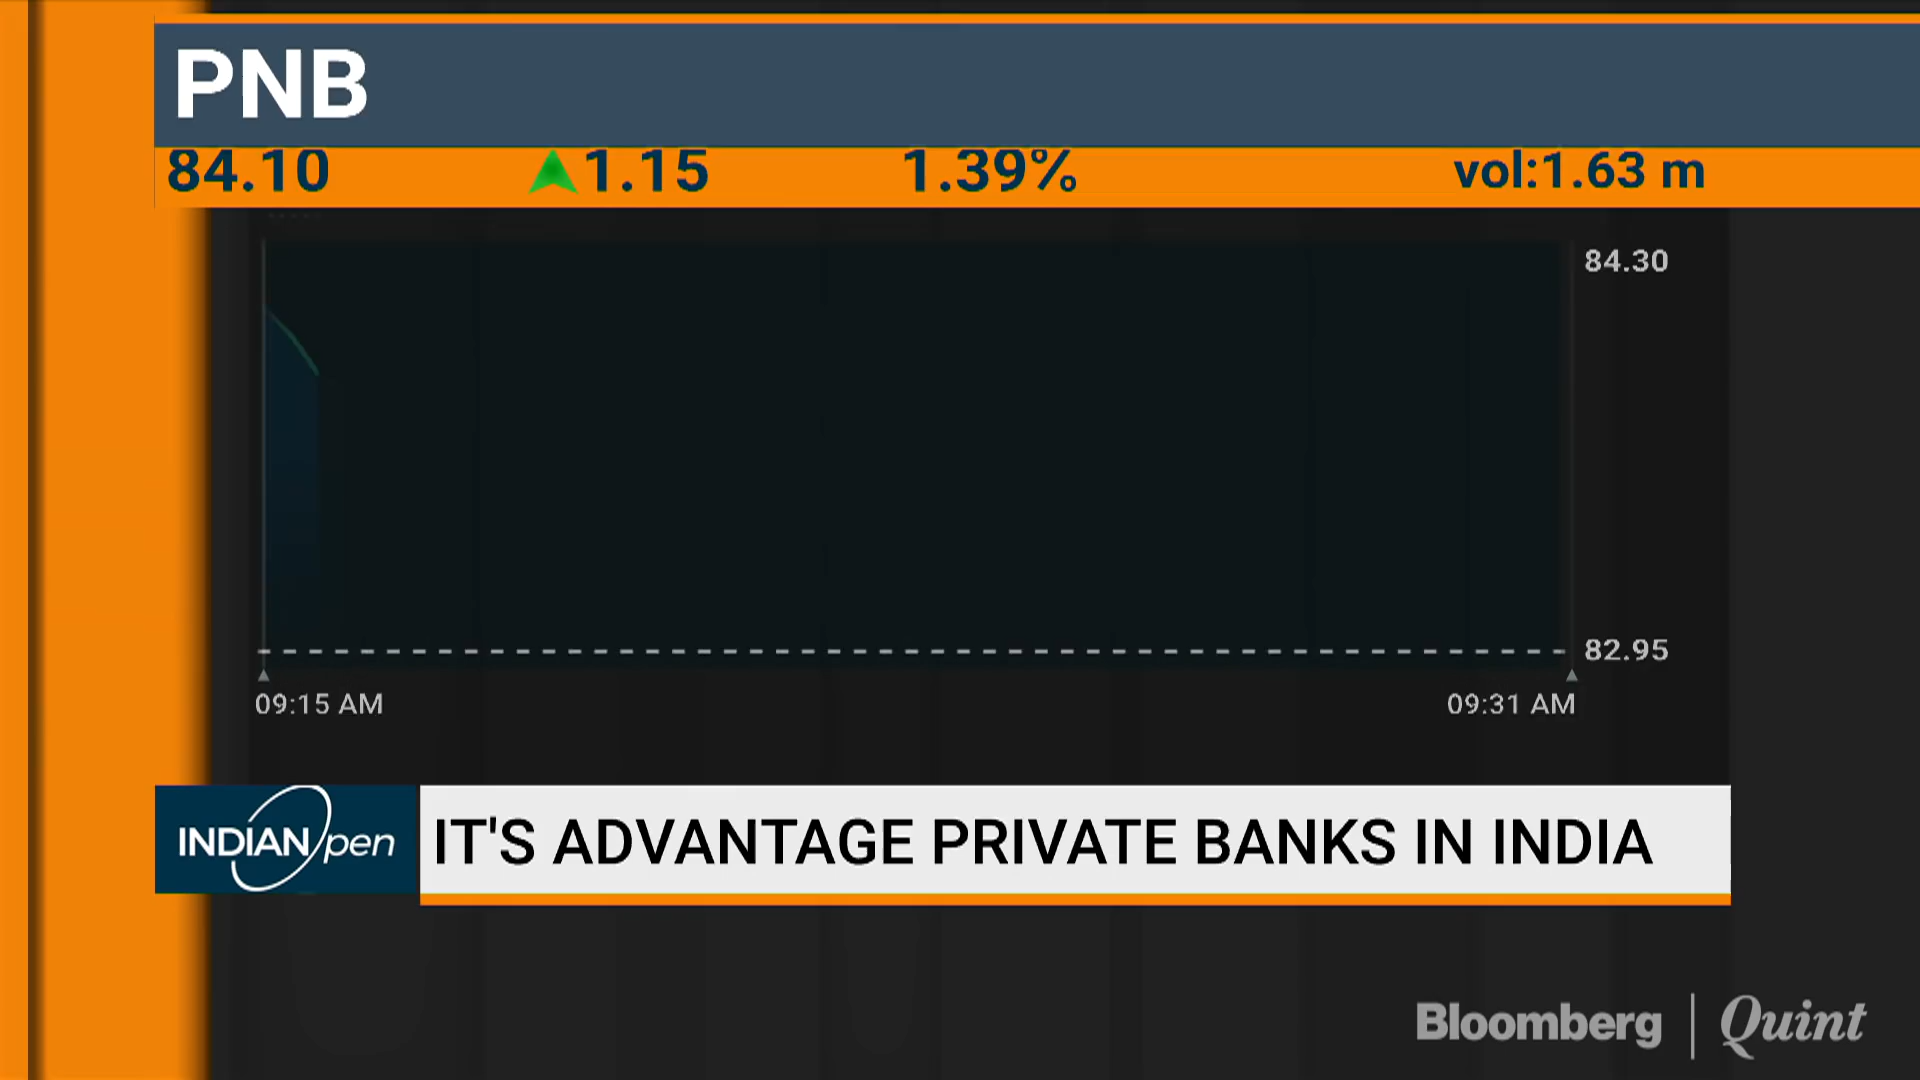 PNB
84.10 1.15 1.39% vol:1.63 m
84.30
82.95
09:15 AM 09:31 AM
INDIAN Open IT'S ADVANTAGE PRIVATE BANKS IN INDIA
Bloomberg | Quint